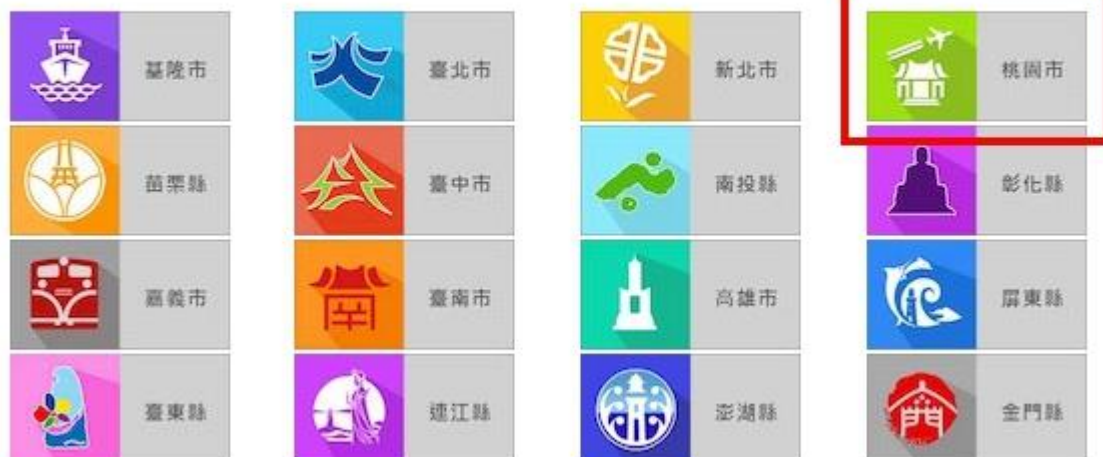 基隆市
臺北市
新北市
桃園市
苗栗縣
臺中市
南投縣
彰化縣
嘉義市
臺南市
高雄市
屏東縣
臺東縣
連江縣
澎湖縣
金門縣